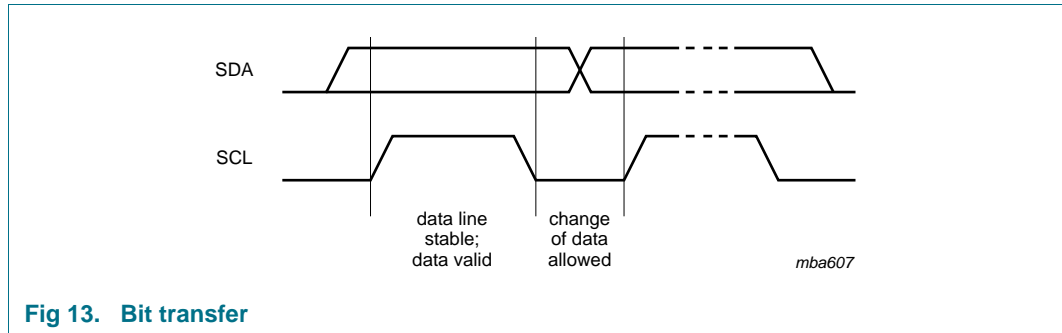 SDA
SCL
data line
stable;
data valid
change
of data
allowed
mba607
Fig 13. Bit transfer